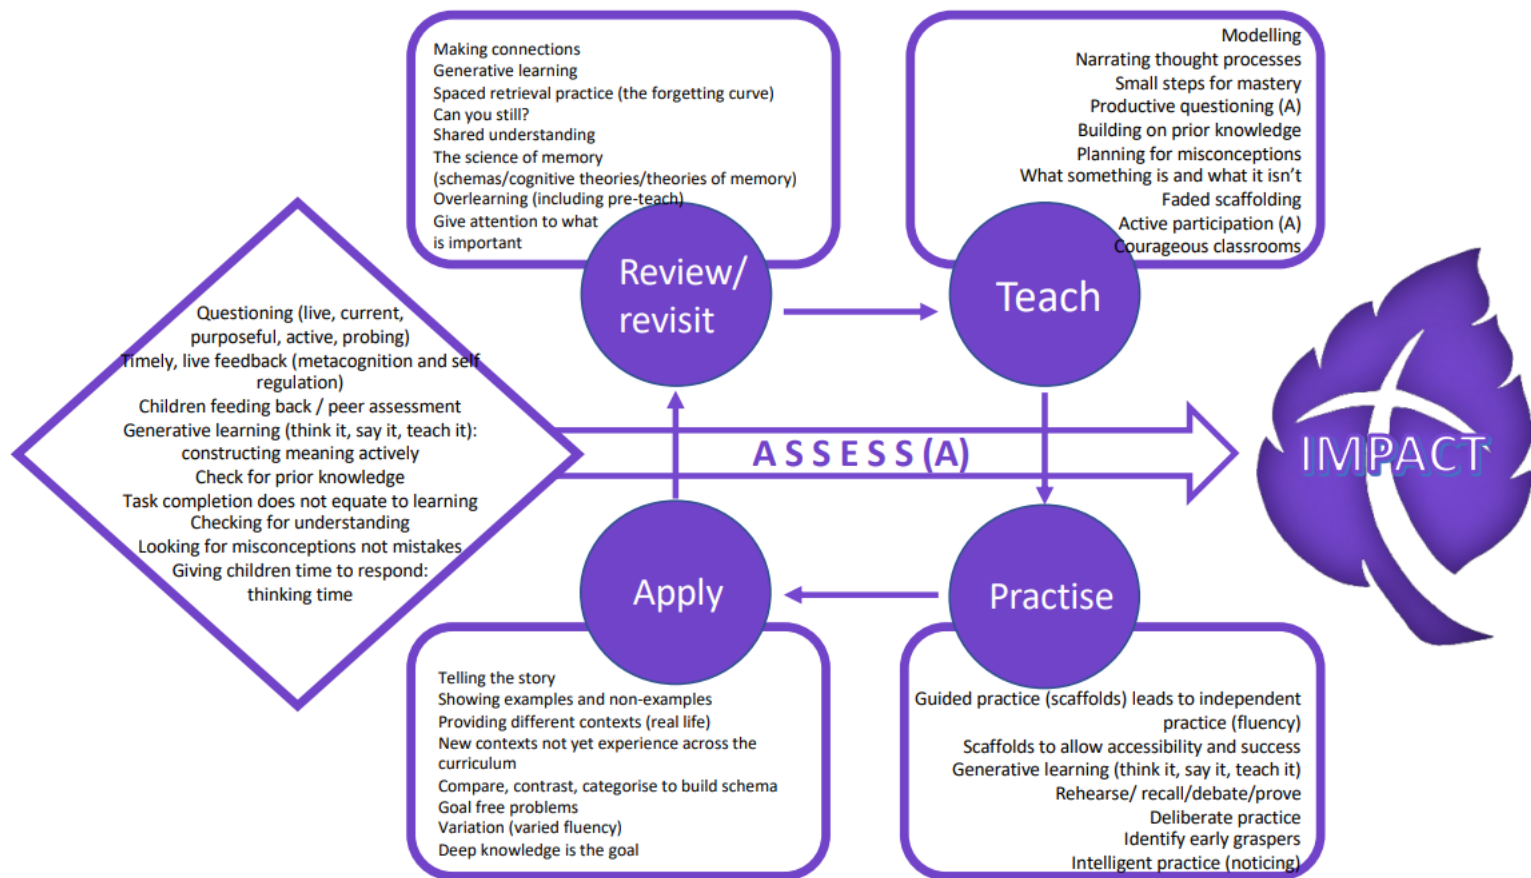 Making connections
Generative learning
Spaced retrieval practice (the forgetting curve)
Can you still?
Shared understanding
The science of memory
(schemas/cognitive theories/theories of memory)
Overlearning (including pre-teach)
Give attention to what
is important
Review/
revisit
Modelling
Narrating thought processes
Small steps for mastery
Productive questioning (A)
Building on prior knowledge
Planning for misconceptions
What something is and what it isn't
Faded scaffolding
Active participation (A)
Courageous classrooms
Teach
Questioning (live, current,
purposeful, active, probing)
Timely, live feedback (metacognition and self
regulation)
Children feeding back / peer assessment
Generative learning (think it, say it, teach it):
constructing meaning actively
Check for prior knowledge
Task completion does not equate to learning
Checking for understanding
Looking for misconceptions not mistakes
Giving children time to respond:
thinking time
A S S E S S (A)
IMPACT
Apply
Telling the story
Showing examples and non-examples
Providing different contexts (real life)
New contexts not yet experience across the
curriculum
Compare, contrast, categorise to build schema
Goal free problems
Variation (varied fluency)
Deep knowledge is the goal
Practise
Guided practice (scaffolds) leads to independent
practice (fluency)
Scaffolds to allow accessibility and success
Generative learning (think it, say it, teach it)
Rehearse/ recall/debate/prove
Deliberate practice
Identify early graspers
Intelligent practice (noticing)